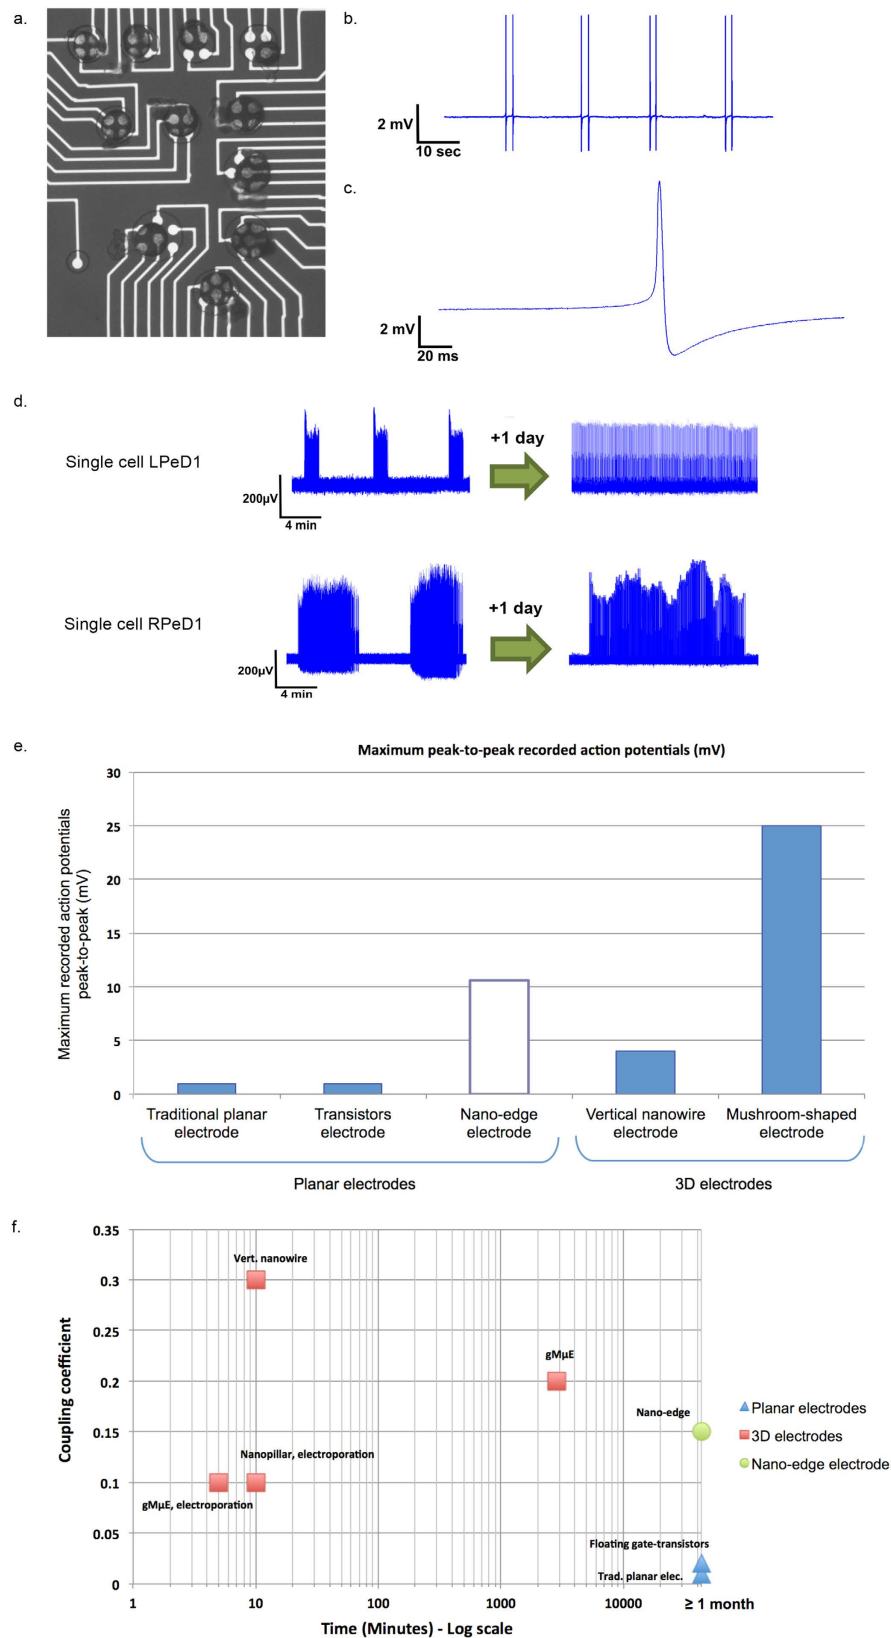 a.
b.
2 mV
10 sec
c.
2 mV
20 ms
d.
Single cell LPeD1
200µV
4 min
+1 day
Single cell RPeD1
200µV
4 min
+1 day
e.
Maximum peak-to-peak recorded action potentials (mV)
Maximum recorded action potentials
peak-to-peak (mV)
30
25
20
15
10
5
0
Traditional planar
electrode
Transistors
electrode
Nano-edge
electrode
Vertical nanowire
electrode
Mushroom-shaped
electrode
Planar electrodes
3D electrodes
f.
Coupling coefficient
0.35
0.3
0.25
0.2
0.15
0.1
0.05
0
Vert. nanowire
gMµE
Nano-edge
Nanopillar, electroporation
gMµE, electroporation
Floating gate-transistors
Trad. planar elec.
Planar electrodes
3D electrodes
Nano-edge electrode
1
10
100
1000
10000
≥ 1 month
Time (Minutes) - Log scale